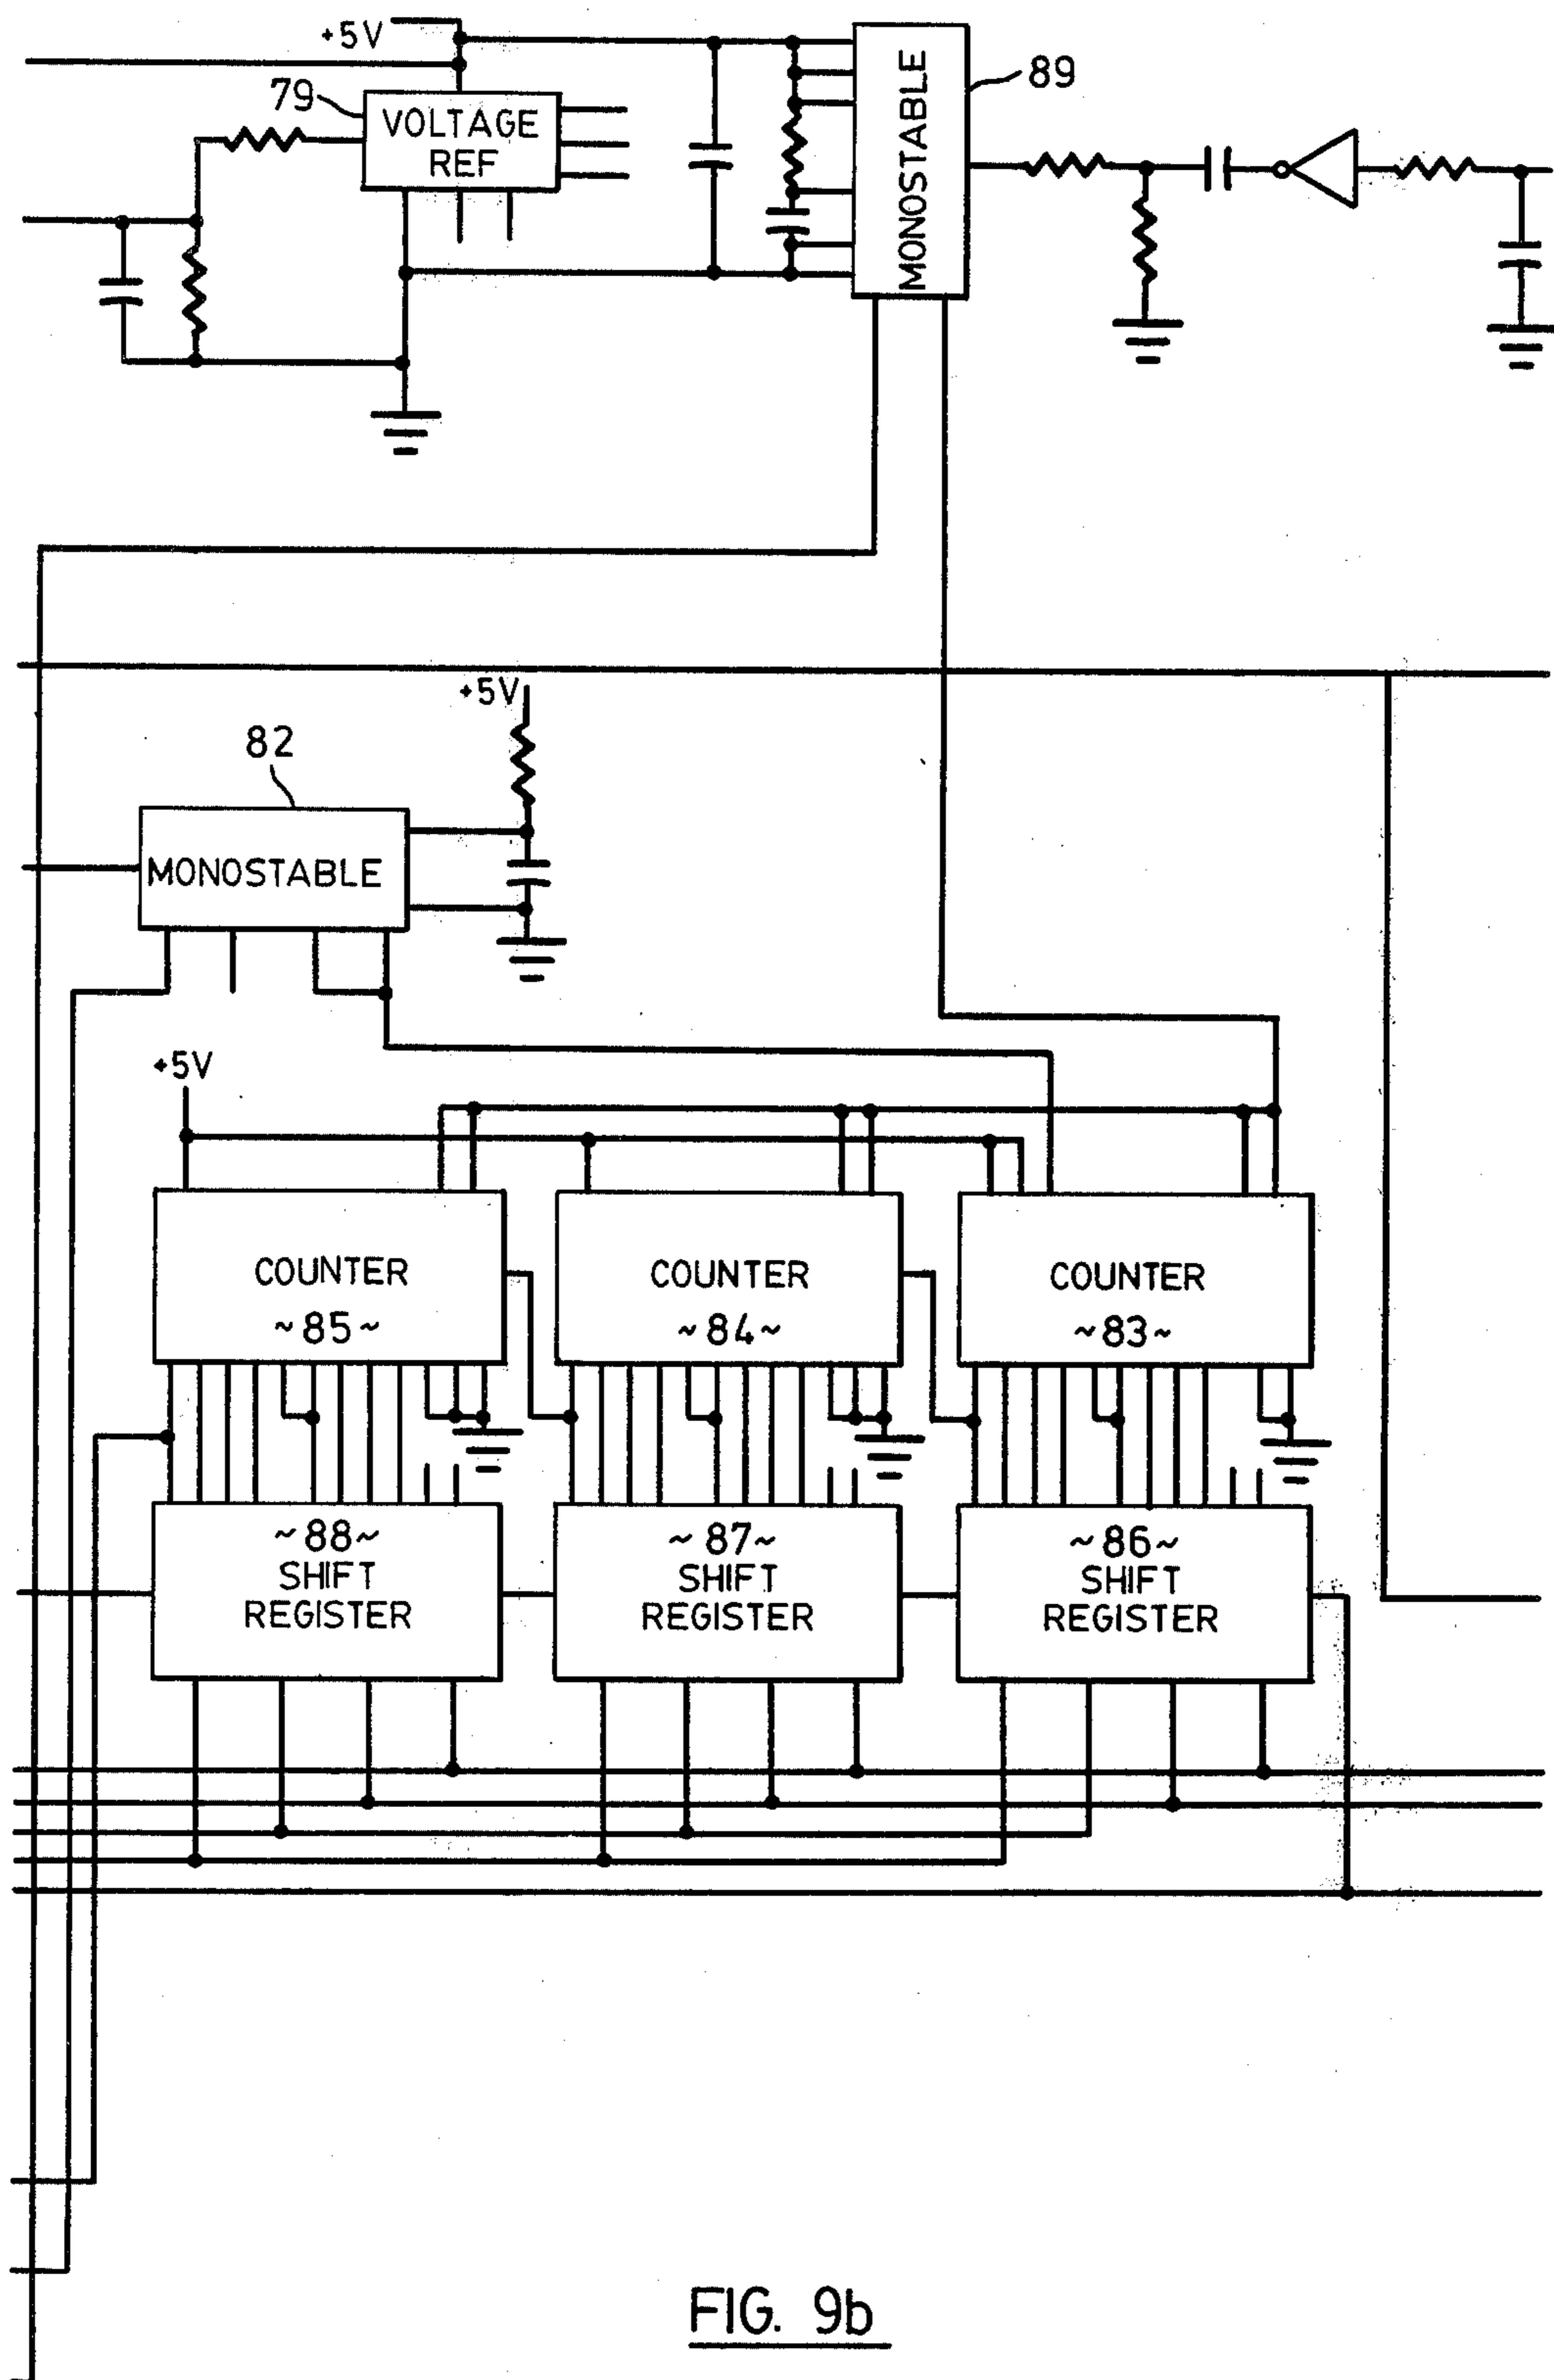 +5V
79
VOLTAGE
REF
MONOSTABLE
89
+5V
82
MONOSTABLE
+5V
COUNTER
~85~
COUNTER
~84~
COUNTER
~83~
~88~
SHIFT
REGISTER
~87~
SHIFT
REGISTER
~86~
SHIFT
REGISTER
FIG. 9b